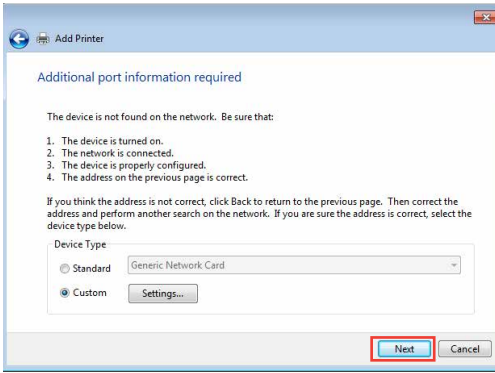 Add Printer
Additional port information required
The device is not found on the network. Be sure that:
1. The device is turned on.
2. The network is connected.
3. The device is properly configured.
4. The address on the previous page is correct.
If you think the address is not correct, click Back to return to the previous page. Then correct the
address and perform another search on the network. If you are sure the address is correct, select the
device type below.
Device Type
Standard Generic Network Card
Custom Settings...
Next Cancel